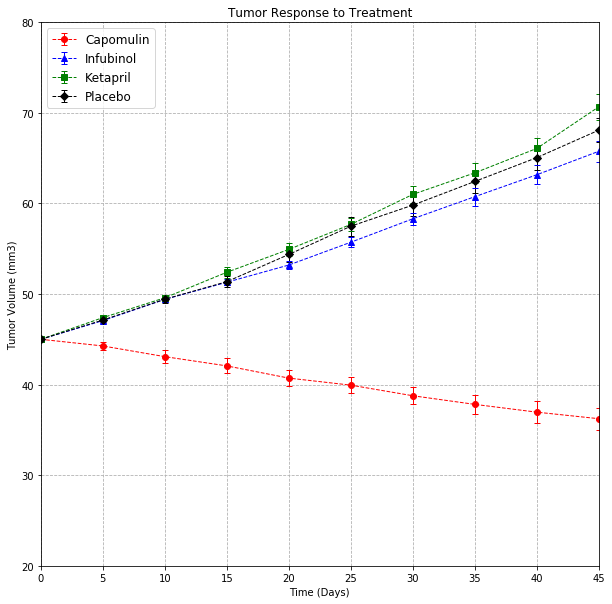 Tumor Response to Treatment
Capomulin
Infubinol
Ketapril
Placebo
Tumor Volume (mm3)
80
70
60
50
40
30
20
0 5 10 15 20 25 30 35 40 45
Time (Days)